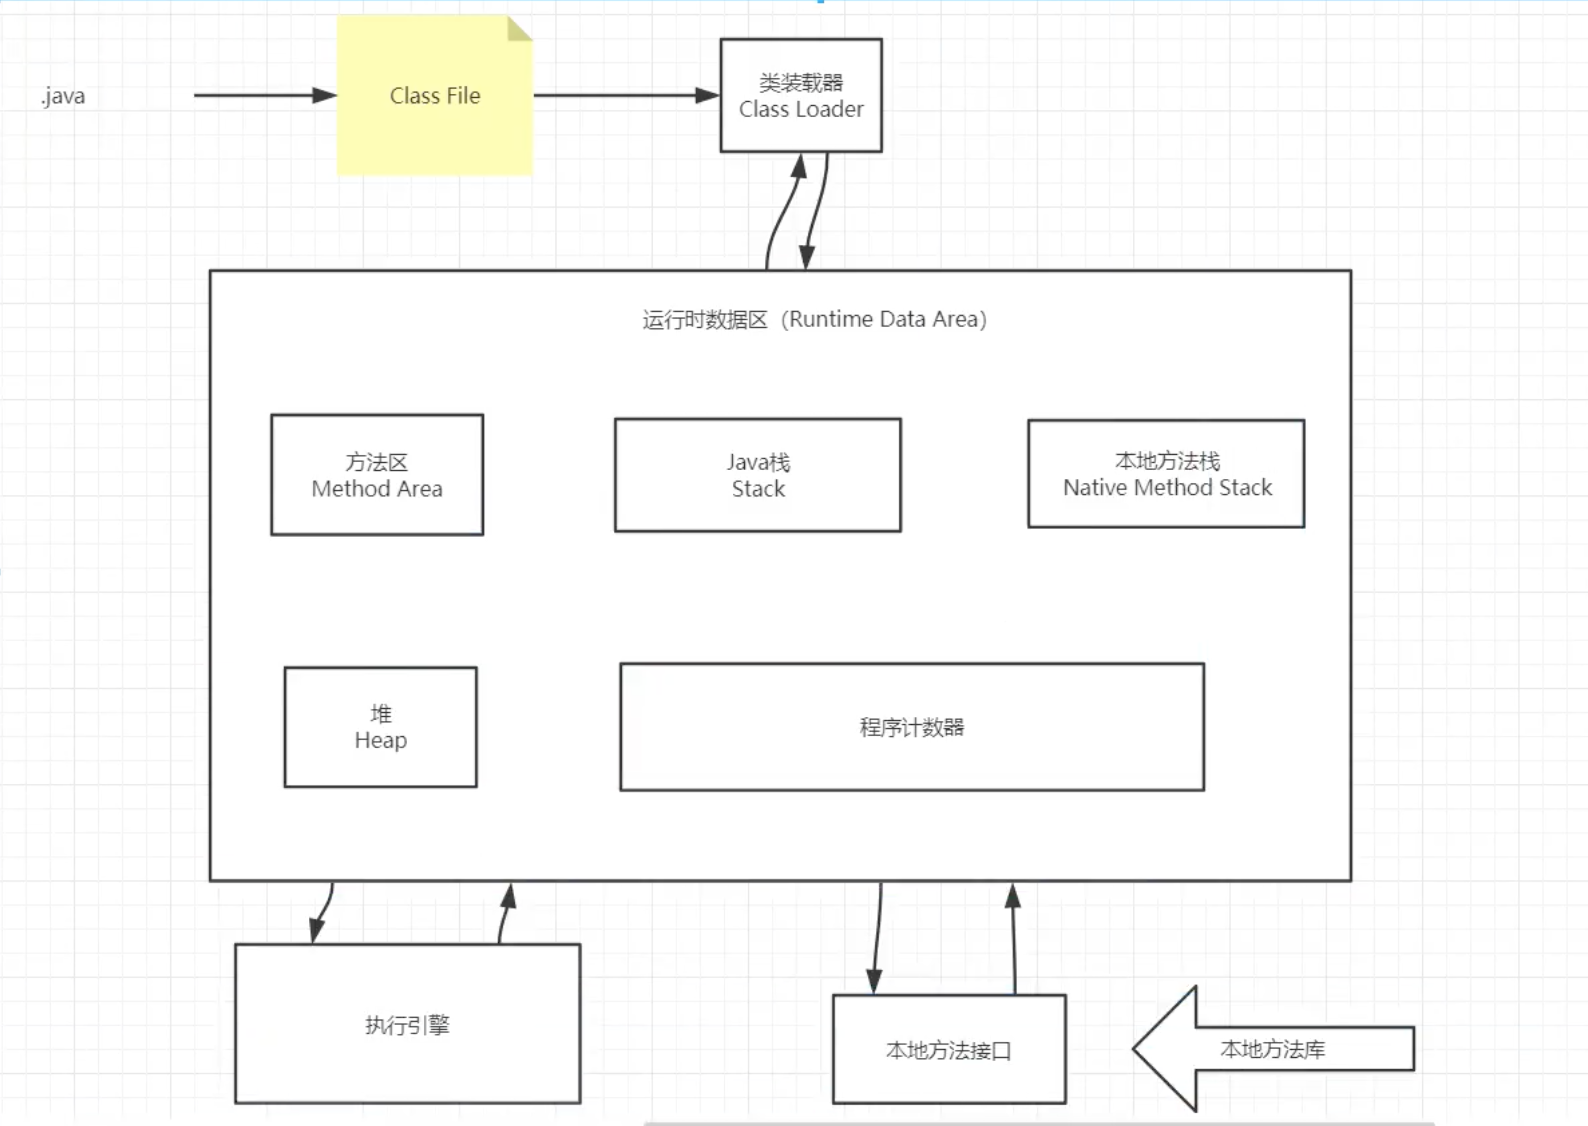 .java
Class File
类装载器
Class Loader
运行时数据区（Runtime Data Area）
方法区
Method Area
Java栈
Stack
本地方法栈
Native Method Stack
堆
Heap
程序计数器
执行引擎
本地方法接口
本地方法库